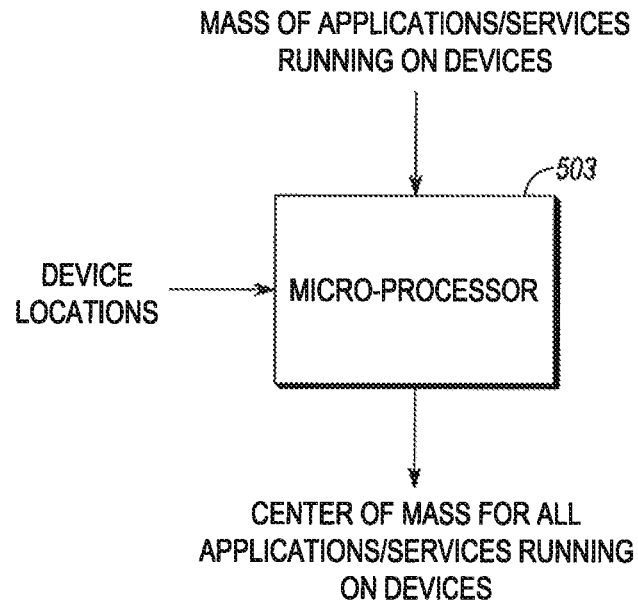 MASS OF APPLICATIONS/SERVICES
RUNNING ON DEVICES
503
DEVICE
LOCATIONS
MICRO-PROCESSOR
CENTER OF MASS FOR ALL
APPLICATIONS/SERVICES RUNNING
ON DEVICES